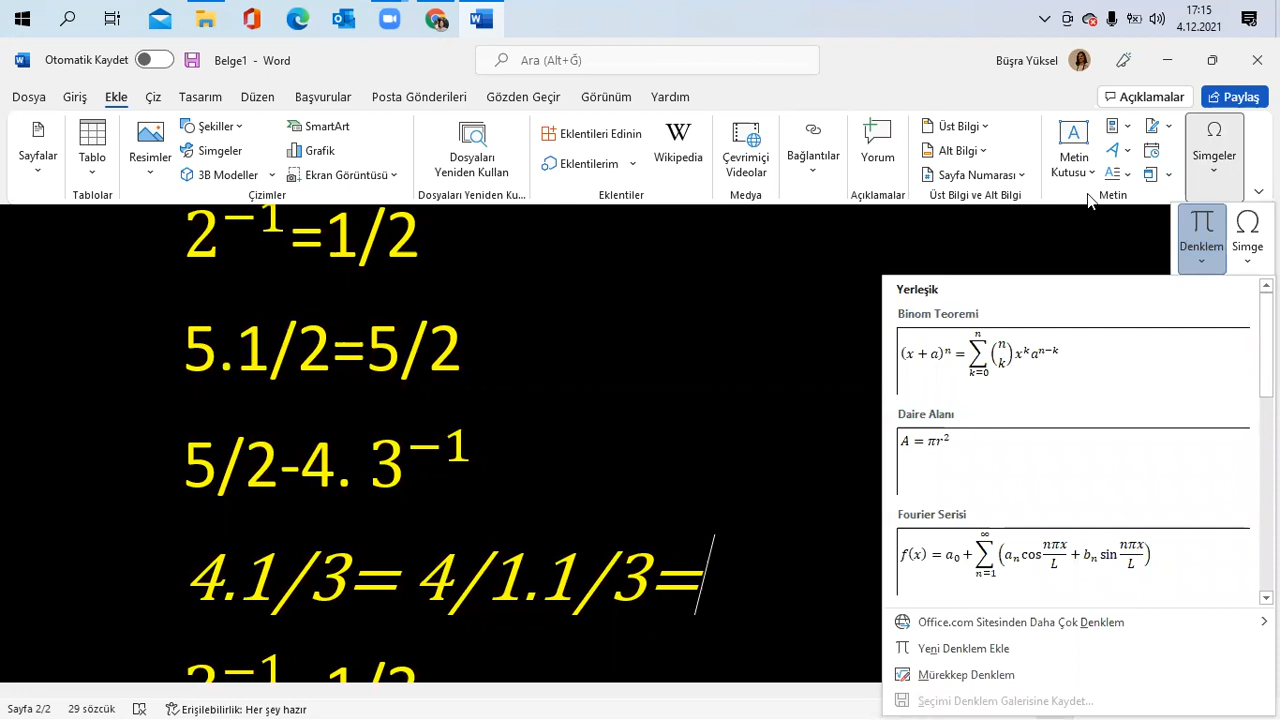 17:15
4.12.2021
Otomatik Kaydet
Belge1 - Word
Ara (Alt+Ğ)
Büşra Yüksel
Dosya Giriş Ekle Çiz Tasarım Düzen Başvurular Posta Gönderileri Gözden Geçir Görünüm Yardım Açıklamalar Paylaş
Sayfalar
Tablo
Tablolar
Resimler
Şekiller
Simgeler
3B Modeller
SmartArt
Grafik
Ekran Görüntüsü
Çizimler
Dosyaları
Yeniden Kullan
Dosyaları Yeniden Ku...
Eklentileri Edinin
Eklentilerim
Wikipedia
Eklentiler
Çevrimiçi
Videolar
Medya
Bağlantılar
Yorum
Açıklamalar
Üst Bilgi
Alt Bilgi
Sayfa Numarası
Üst Bilgi ve Alt Bilgi
Metin
Kutusu
Metin
Simgeler
Denklem
Simge
2⁻¹=1/2
5.1/2=5/2
5/2-4. 3⁻¹
4.1/3= 4/1.1/3=
Yerleşik
Binom Teoremi
(x + a)ⁿ = ∑_{k=0}^{n} (n k) xᵏaⁿ⁻ᵏ
Daire Alanı
A = πr²
Fourier Serisi
f(x) = a₀ + ∑_{n=1}^{∞} (aₙ cos nπx/L + bₙ sin nπx/L)
Office.com Sitesinden Daha Çok Denklem
Yeni Denklem Ekle
Mürekkep Denklem
Seçimi Denklem Galerisine Kaydet...
Sayfa 2/2 29 sözcük Erişilebilirlik: Her şey hazır